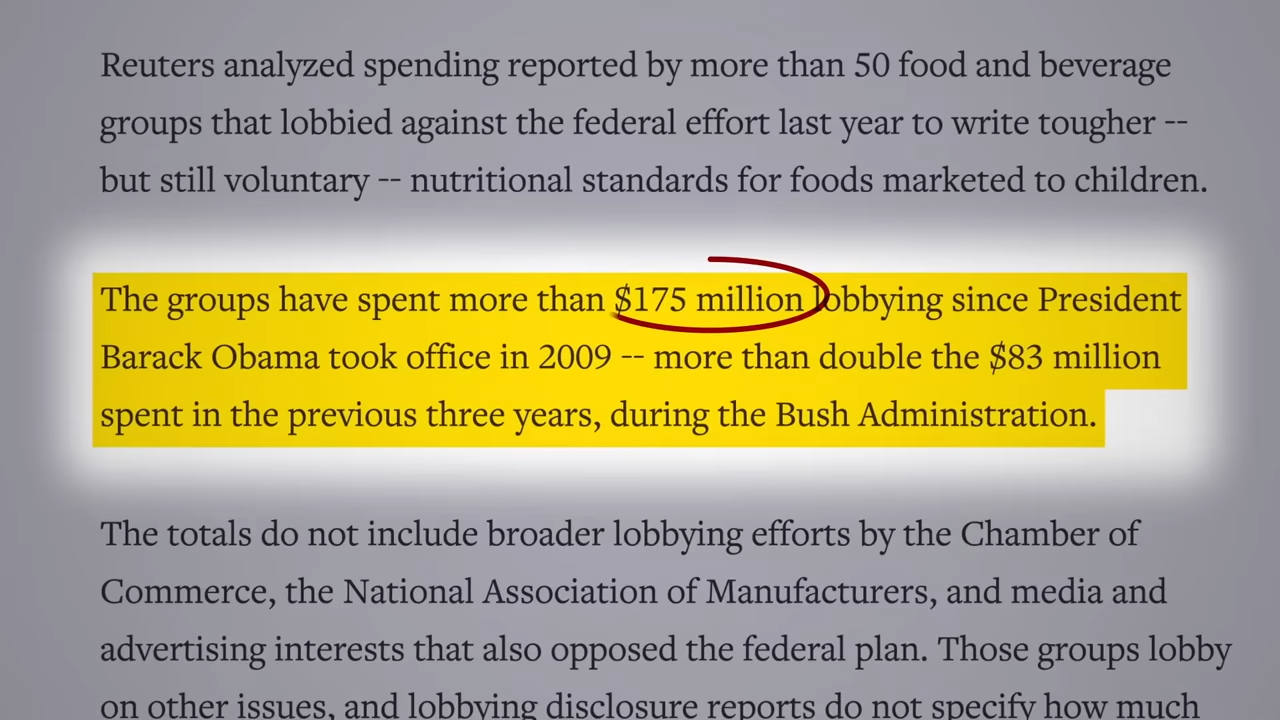 Reuters analyzed spending reported by more than 50 food and beverage
groups that lobbied against the federal effort last year to write tougher --
but still voluntary -- nutritional standards for foods marketed to children.
The groups have spent more than $175 million lobbying since President
Barack Obama took office in 2009 -- more than double the $83 million
spent in the previous three years, during the Bush Administration.
The totals do not include broader lobbying efforts by the Chamber of
Commerce, the National Association of Manufacturers, and media and
advertising interests that also opposed the federal plan. Those groups lobby
on other issues, and lobbying disclosure reports do not specify how much